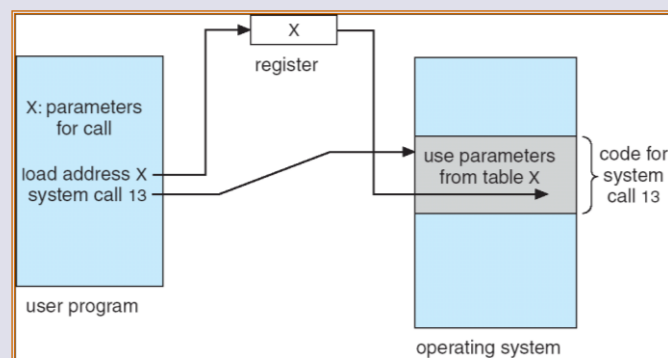 X
register
X: parameters
for call
load address X
system call 13
user program
use parameters
from table X
code for
system
call 13
operating system